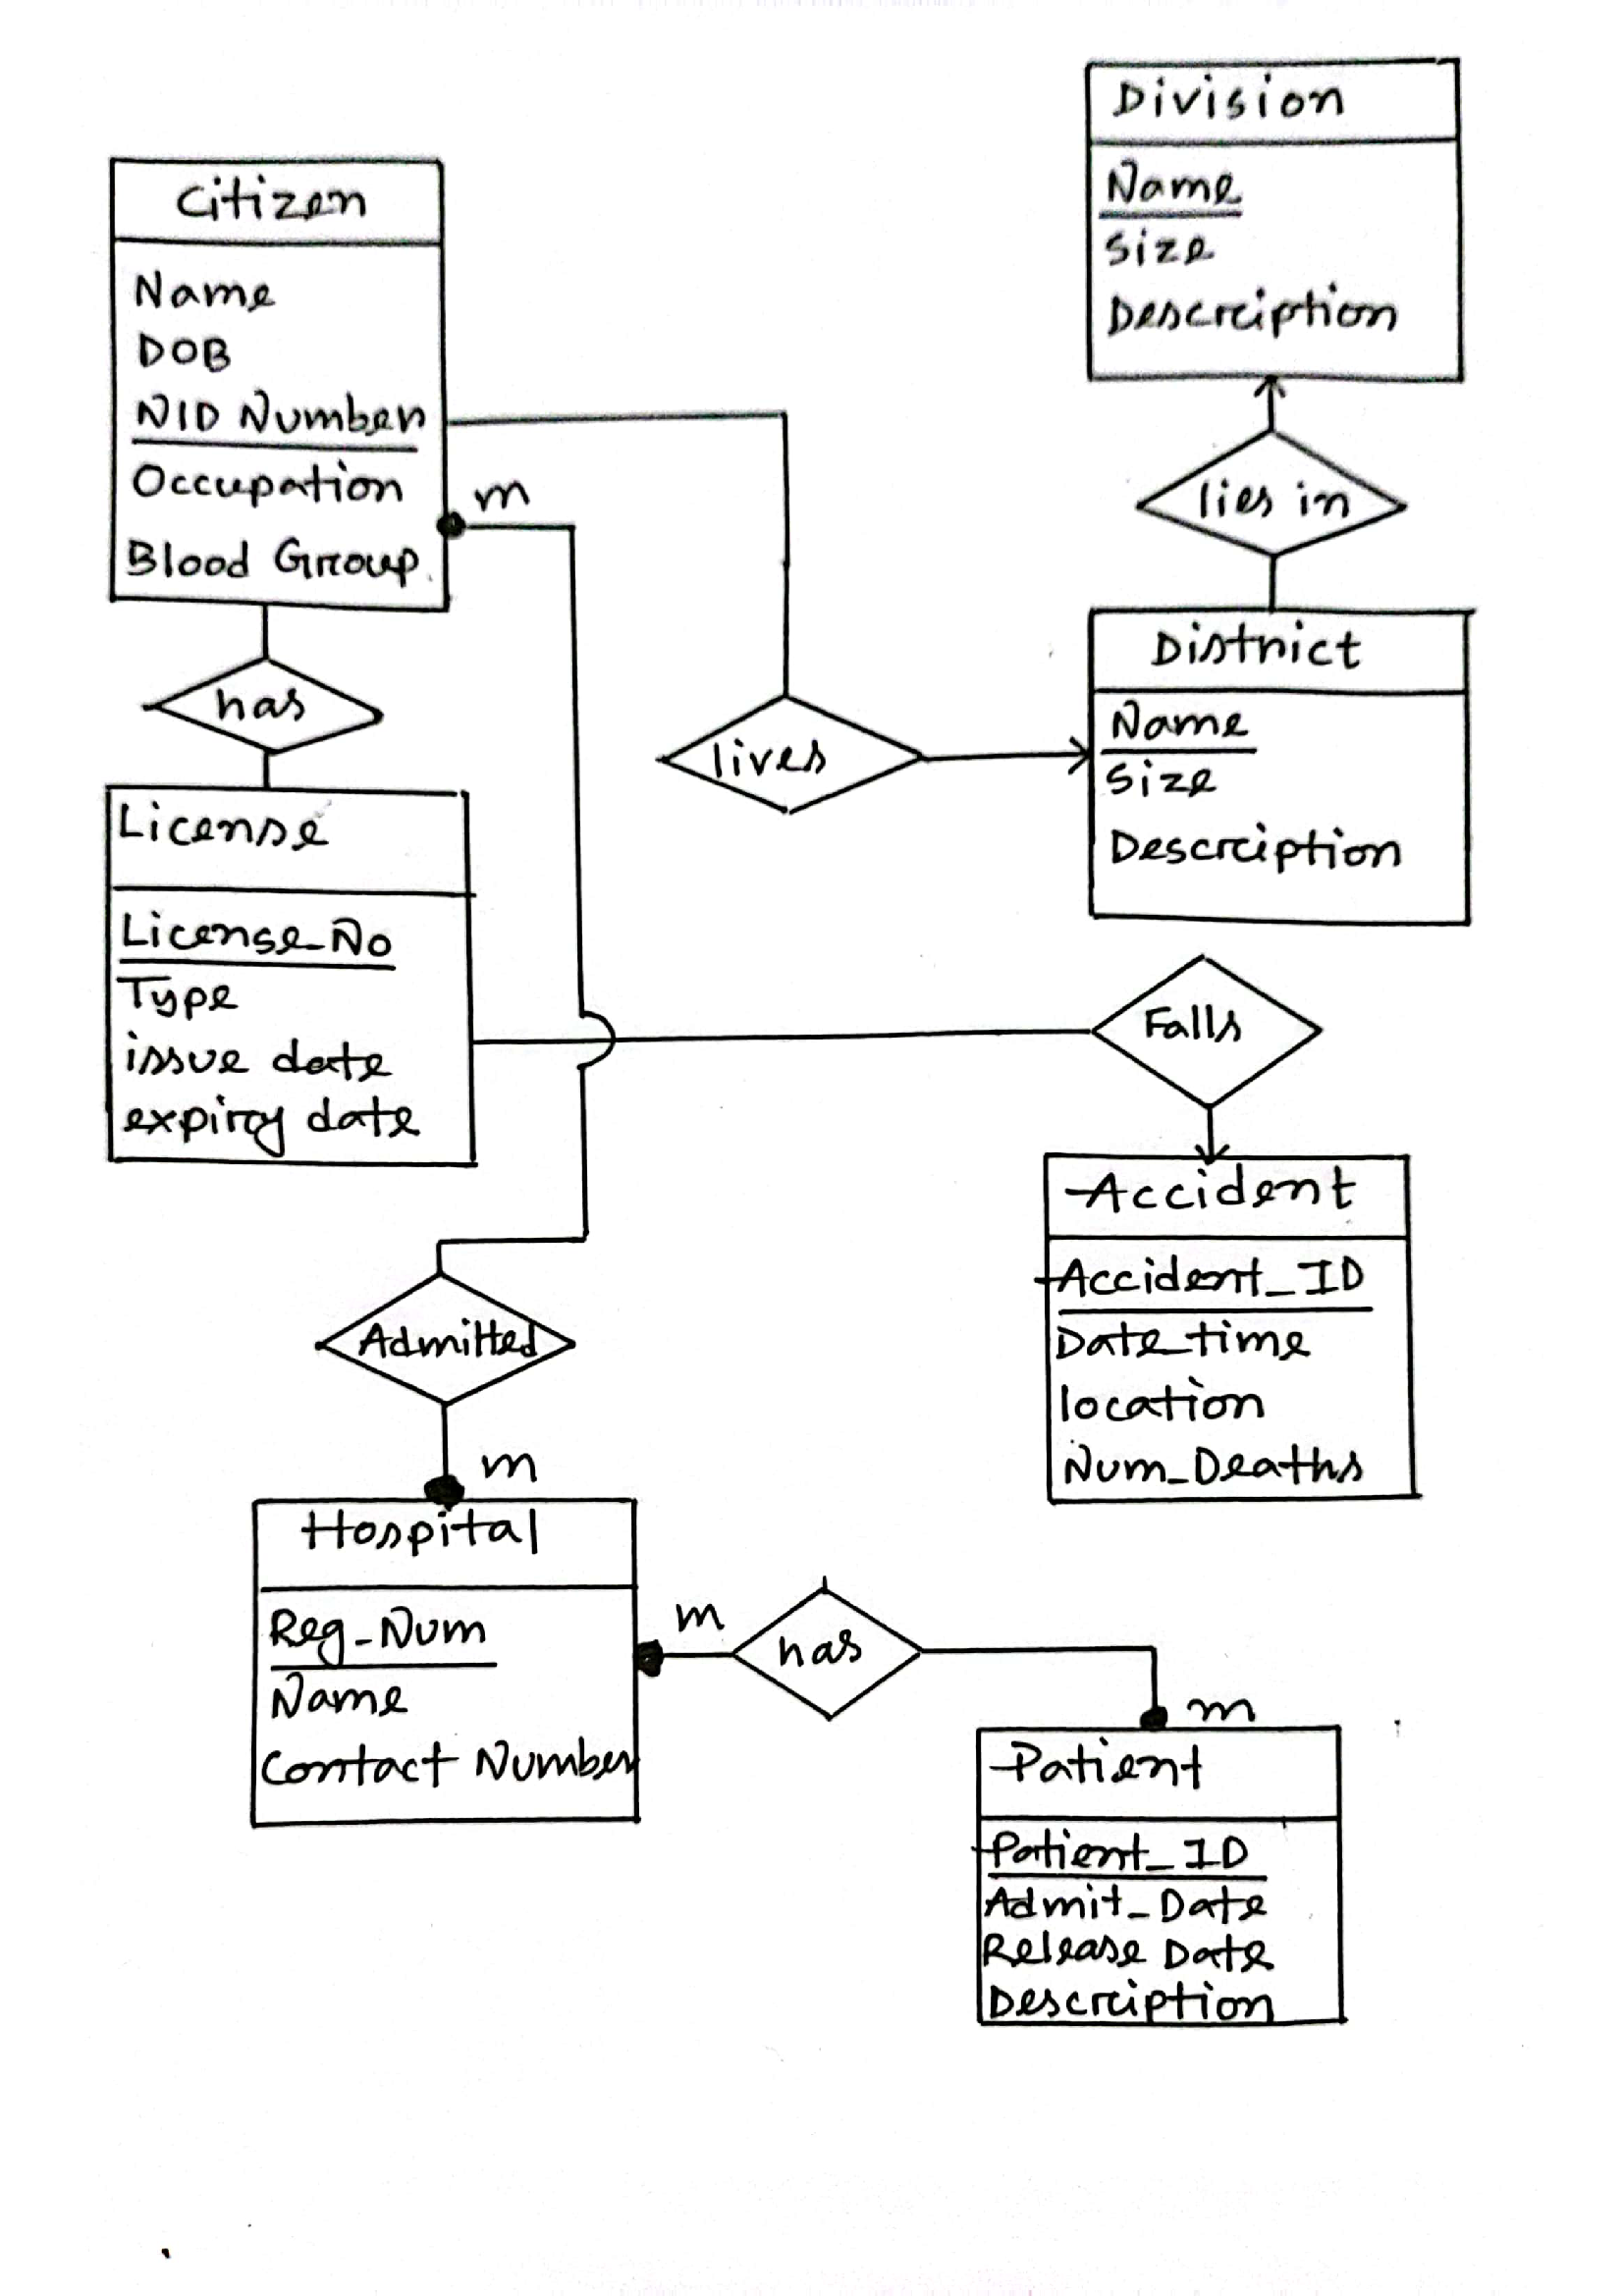 Division
Name
Size
Description
Citizen
Name
DOB
NID Number
Occupation
Blood Group
m
lies in
has
lives
District
Name
Size
Description
License
License_No
Type
issue date
expiry date
Falls
Accident
Accident_ID
Date_time
location
Num_Deaths
Admitted
m
Hospital
Reg_Num
Name
Contact Number
m
has
m
Patient
Patient_ID
Admit_Date
Release Date
Description